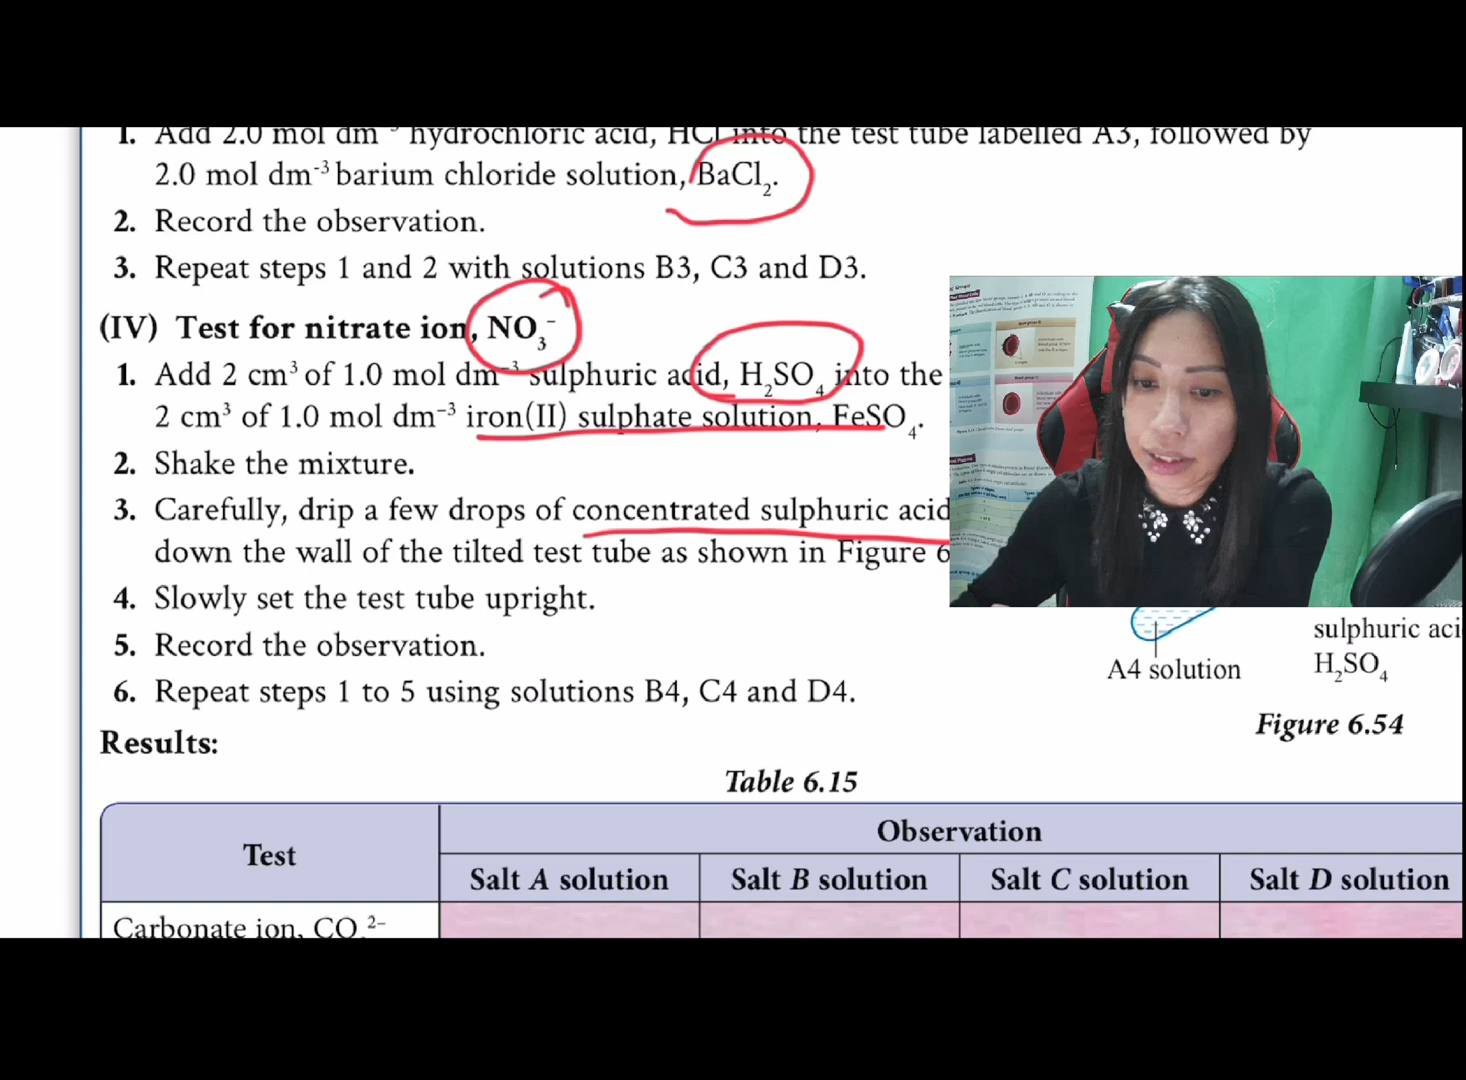 1. Add 2.0 mol dm⁻³ hydrochloric acid, HCl into the test tube labelled A3, followed by
2.0 mol dm⁻³ barium chloride solution, BaCl₂.
2. Record the observation.
3. Repeat steps 1 and 2 with solutions B3, C3 and D3.
(IV) Test for nitrate ion, NO₃⁻
1. Add 2 cm³ of 1.0 mol dm⁻³ sulphuric acid, H₂SO₄ into the
2 cm³ of 1.0 mol dm⁻³ iron(II) sulphate solution, FeSO₄.
2. Shake the mixture.
3. Carefully, drip a few drops of concentrated sulphuric acid
down the wall of the tilted test tube as shown in Figure 6
4. Slowly set the test tube upright.
5. Record the observation.
6. Repeat steps 1 to 5 using solutions B4, C4 and D4.
sulphuric aci
A4 solution
H₂SO₄
Figure 6.54
Results:
Table 6.15
Test
Observation
Salt A solution
Salt B solution
Salt C solution
Salt D solution
Carbonate ion, CO ²⁻